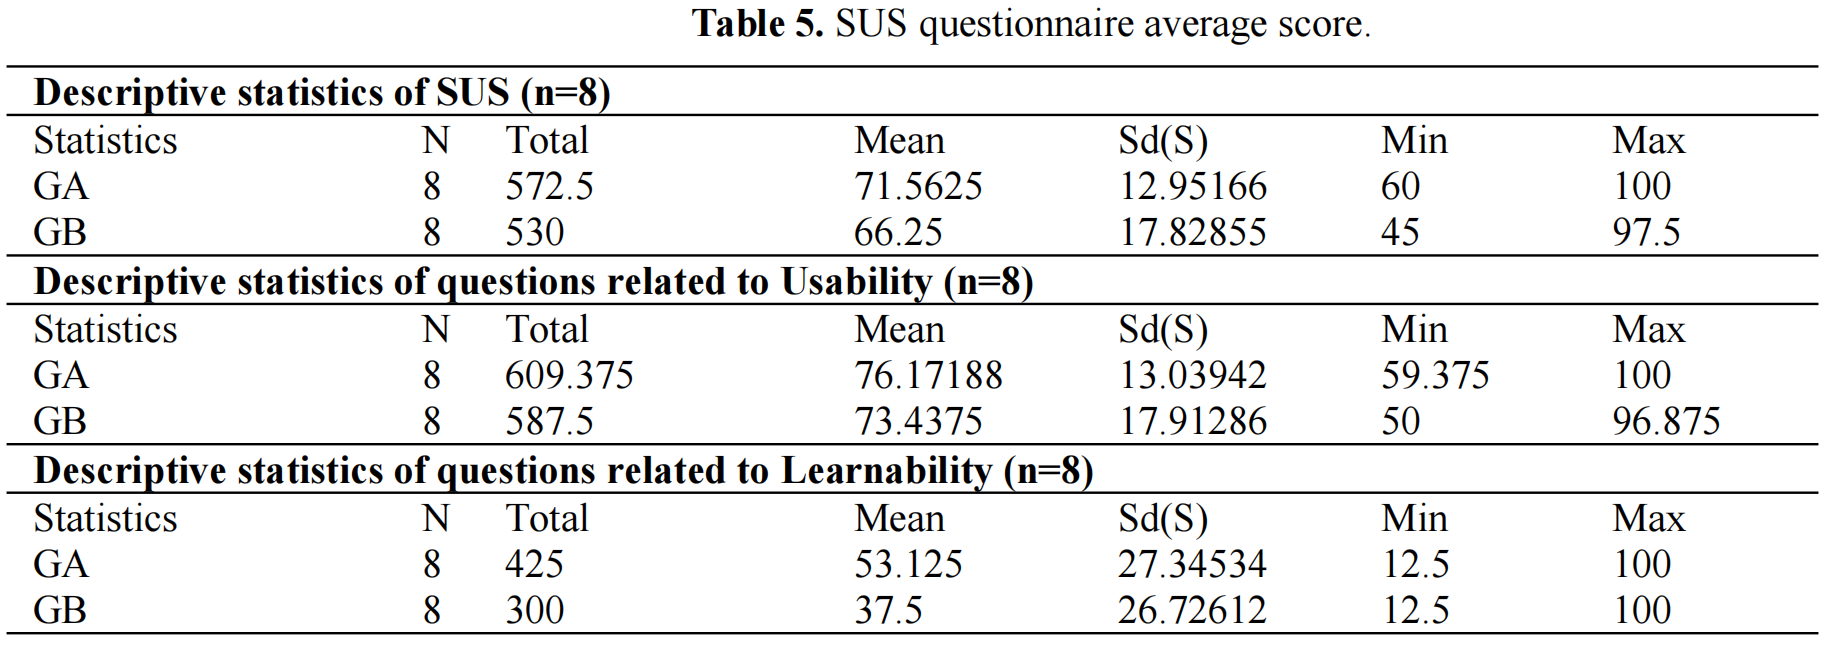 Table 5. SUS questionnaire average score.
Descriptive statistics of SUS (n=8)
Statistics N Total Mean Sd(S) Min Max
GA 8 572.5 71.5625 12.95166 60 100
GB 8 530 66.25 17.82855 45 97.5
Descriptive statistics of questions related to Usability (n=8)
Statistics N Total Mean Sd(S) Min Max
GA 8 609.375 76.17188 13.03942 59.375 100
GB 8 587.5 73.4375 17.91286 50 96.875
Descriptive statistics of questions related to Learnability (n=8)
Statistics N Total Mean Sd(S) Min Max
GA 8 425 53.125 27.34534 12.5 100
GB 8 300 37.5 26.72612 12.5 100